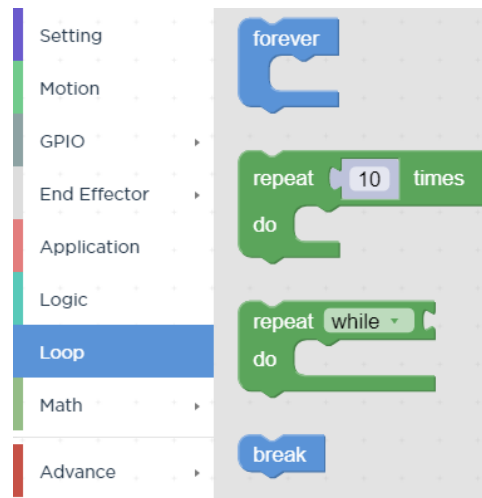 Setting
Motion
GPIO
End Effector
Application
Logic
Loop
Math
Advance
forever
repeat 10 times
do
repeat while
do
break